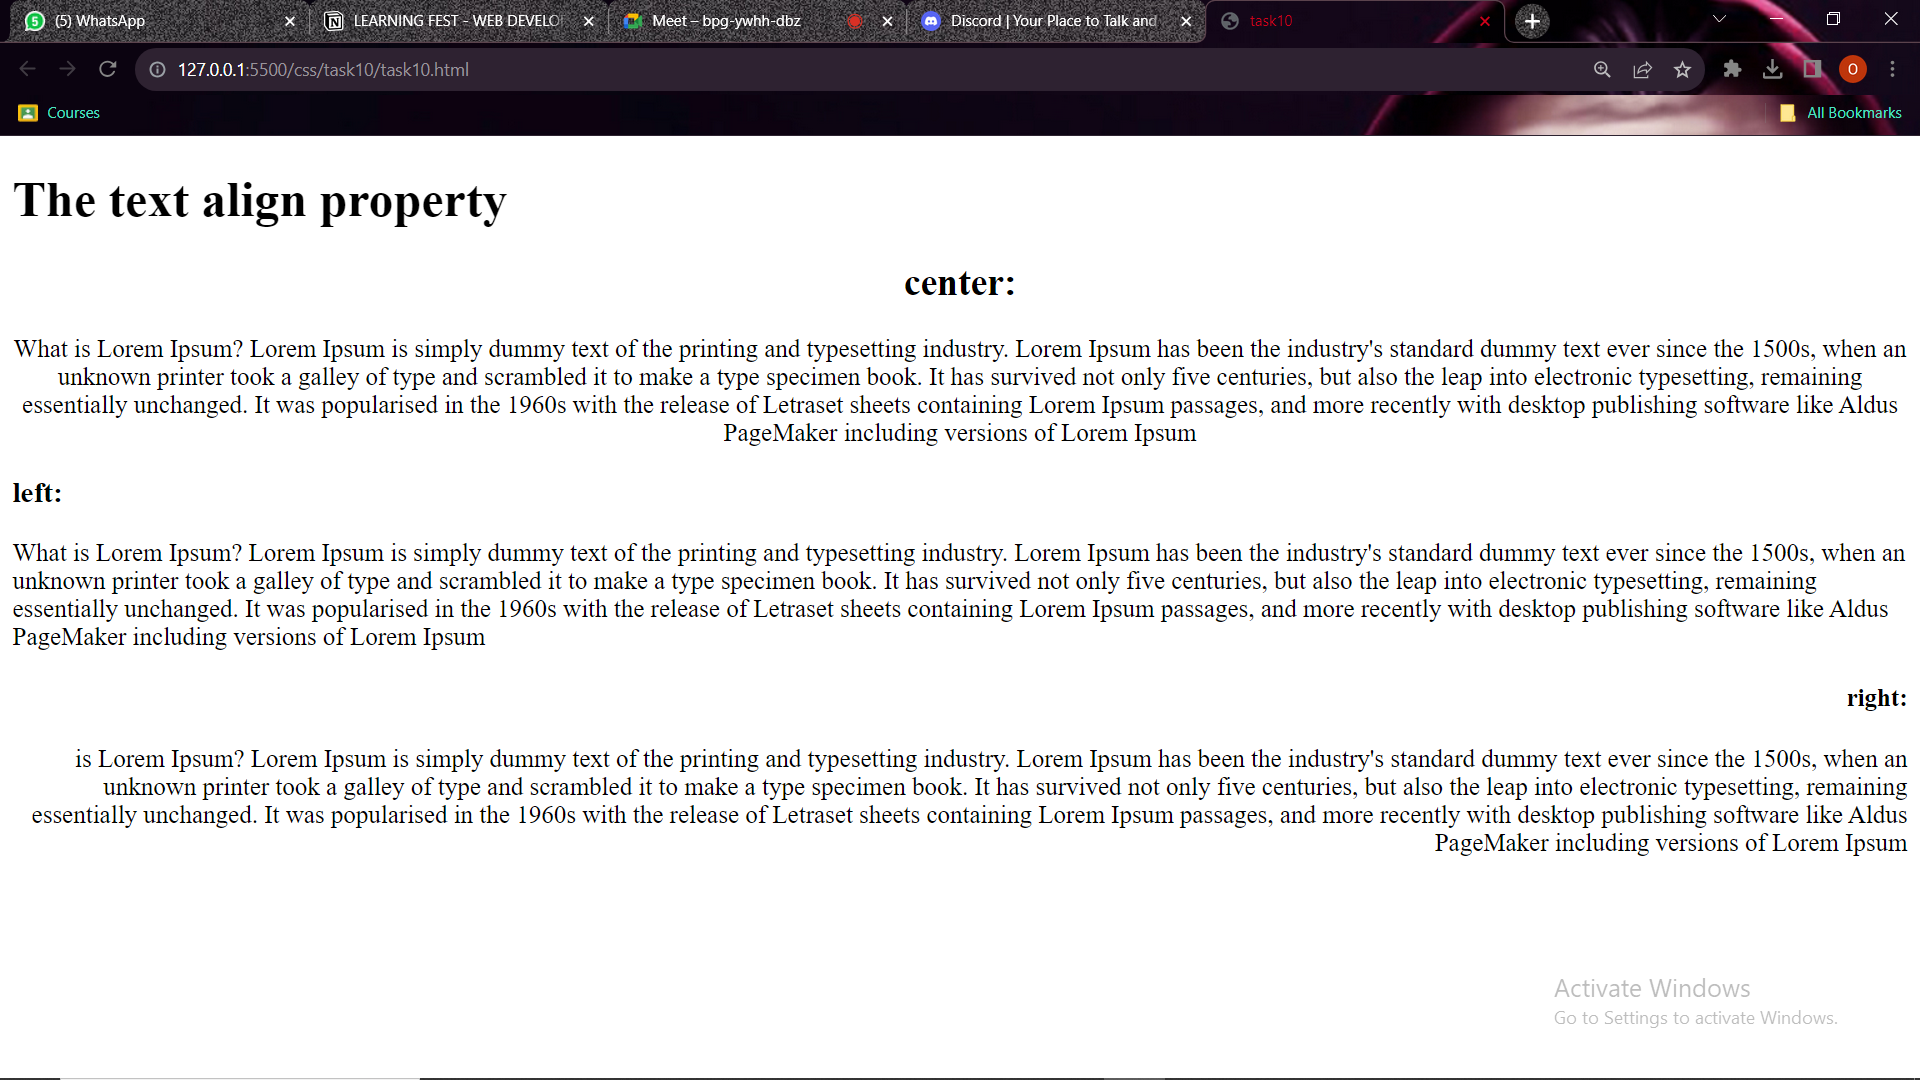 (5) WhatsApp
LEARNING FEST - WEB DEVELO
Meet – bpg-ywhh-dbz
Discord | Your Place to Talk and
task10
127.0.0.1:5500/css/task10/task10.html
O
Courses
All Bookmarks
The text align property
center:
What is Lorem Ipsum? Lorem Ipsum is simply dummy text of the printing and typesetting industry. Lorem Ipsum has been the industry's standard dummy text ever since the 1500s, when an
unknown printer took a galley of type and scrambled it to make a type specimen book. It has survived not only five centuries, but also the leap into electronic typesetting, remaining
essentially unchanged. It was popularised in the 1960s with the release of Letraset sheets containing Lorem Ipsum passages, and more recently with desktop publishing software like Aldus
PageMaker including versions of Lorem Ipsum
left:
What is Lorem Ipsum? Lorem Ipsum is simply dummy text of the printing and typesetting industry. Lorem Ipsum has been the industry's standard dummy text ever since the 1500s, when an
unknown printer took a galley of type and scrambled it to make a type specimen book. It has survived not only five centuries, but also the leap into electronic typesetting, remaining
essentially unchanged. It was popularised in the 1960s with the release of Letraset sheets containing Lorem Ipsum passages, and more recently with desktop publishing software like Aldus
PageMaker including versions of Lorem Ipsum
right:
is Lorem Ipsum? Lorem Ipsum is simply dummy text of the printing and typesetting industry. Lorem Ipsum has been the industry's standard dummy text ever since the 1500s, when an
unknown printer took a galley of type and scrambled it to make a type specimen book. It has survived not only five centuries, but also the leap into electronic typesetting, remaining
essentially unchanged. It was popularised in the 1960s with the release of Letraset sheets containing Lorem Ipsum passages, and more recently with desktop publishing software like Aldus
PageMaker including versions of Lorem Ipsum
Activate Windows
Go to Settings to activate Windows.